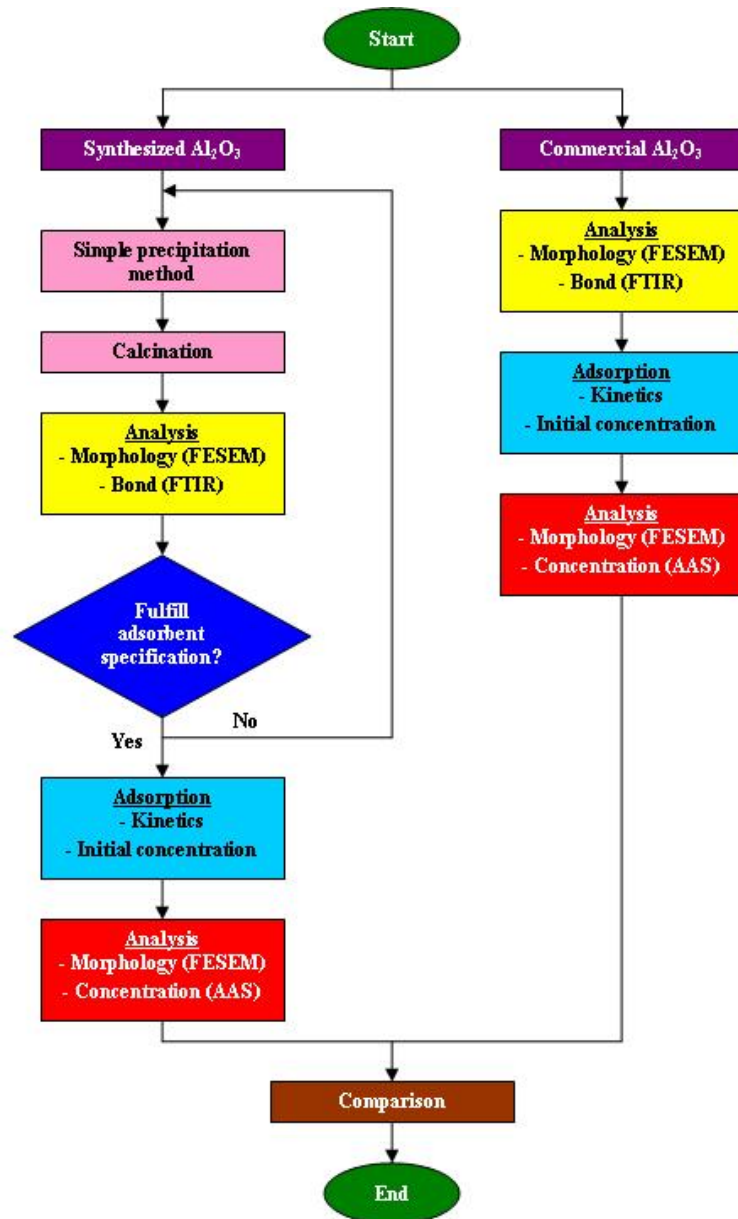 Start
Synthesized Al₂O₃
Commercial Al₂O₃
Simple precipitation
method
Calcination
Analysis
- Morphology (FESEM)
- Bond (FTIR)
Fulfill
adsorbent
specification?
Yes
No
Adsorption
- Kinetics
- Initial concentration
Analysis
- Morphology (FESEM)
- Concentration (AAS)
Analysis
- Morphology (FESEM)
- Bond (FTIR)
Adsorption
- Kinetics
- Initial concentration
Analysis
- Morphology (FESEM)
- Concentration (AAS)
Comparison
End